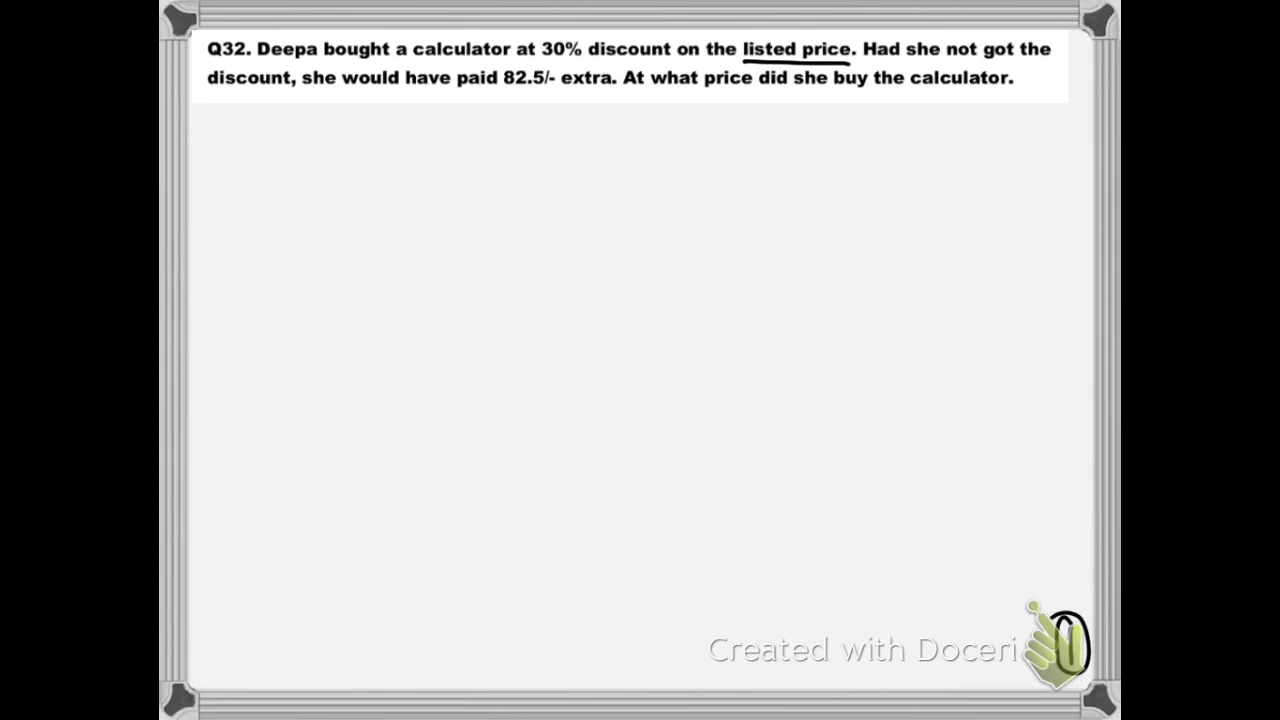 Q32. Deepa bought a calculator at 30% discount on the listed price. Had she not got the
discount, she would have paid 82.5/- extra. At what price did she buy the calculator.
Created with Doceri